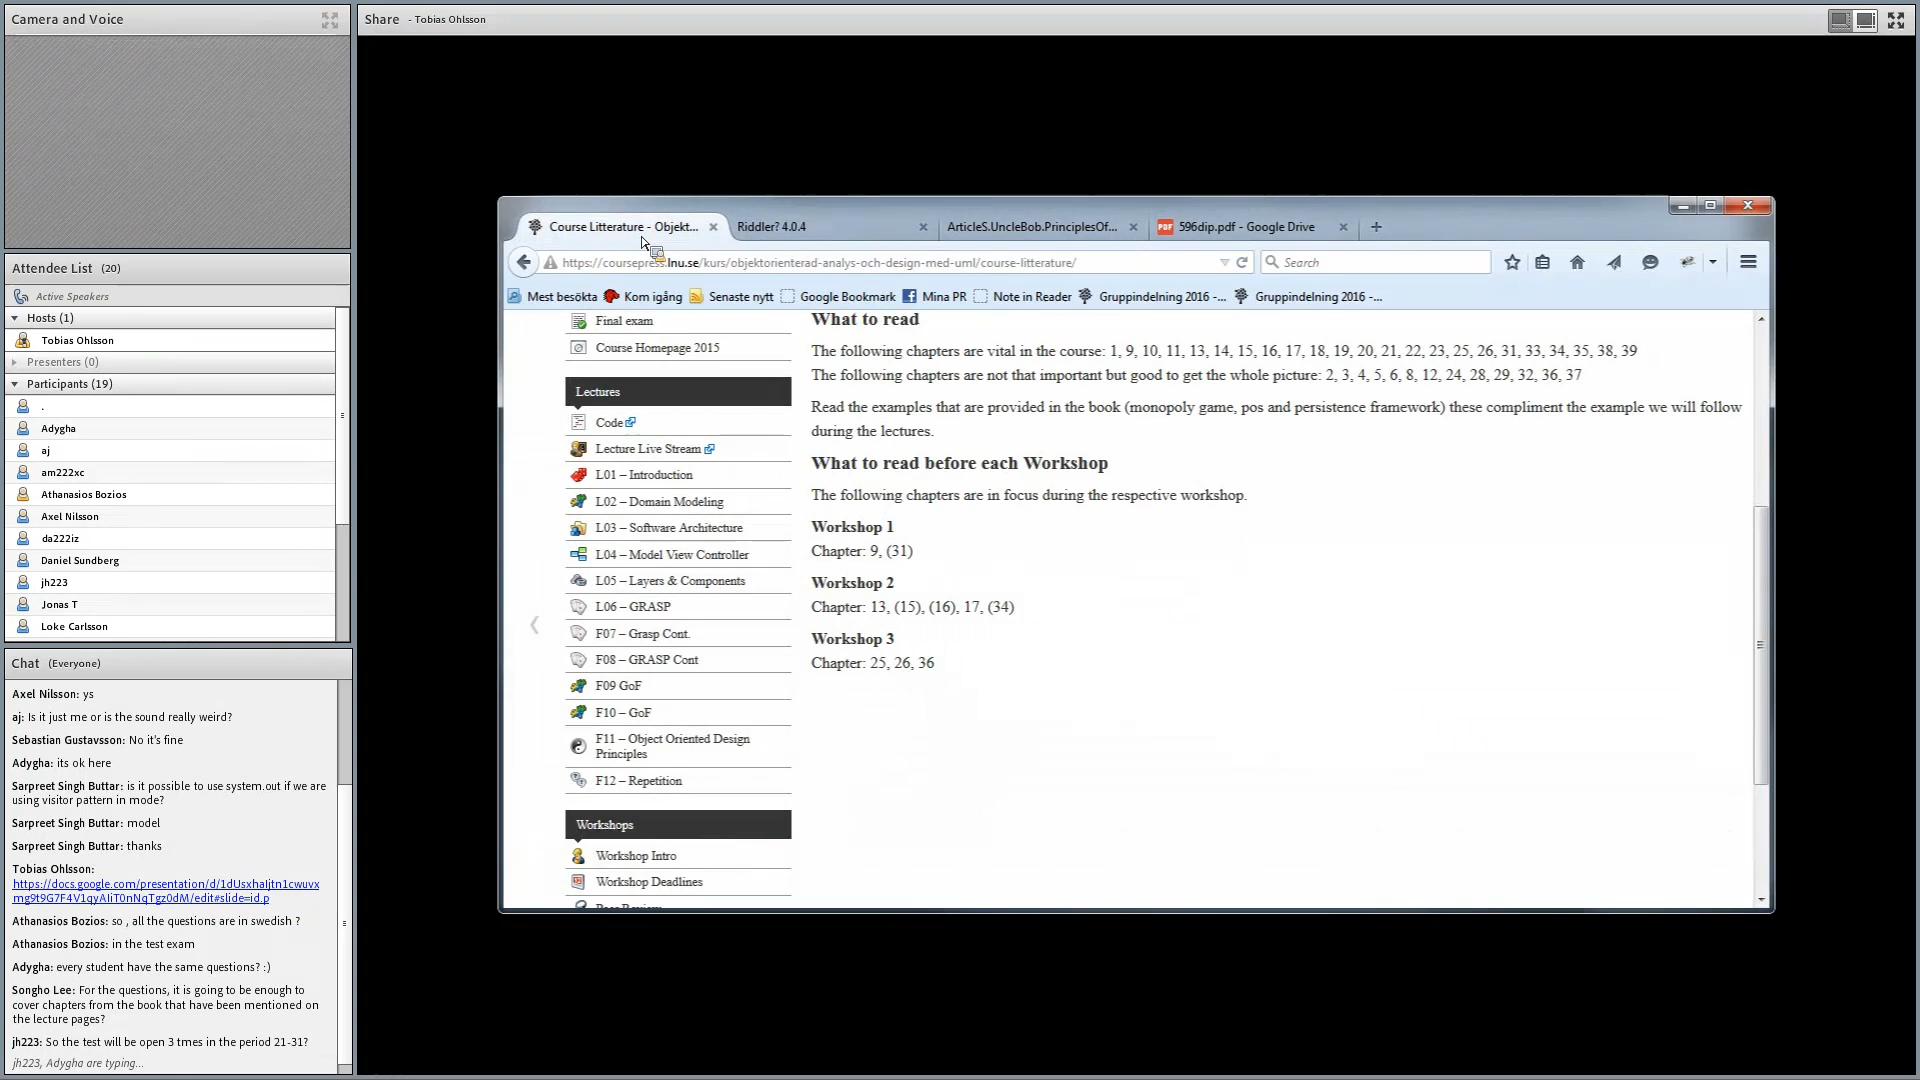 Camera and Voice
Attendee List (20)
Active Speakers
Hosts (1)
Tobias Ohlsson
Presenters (0)
Participants (19)
.
Adygha
aj
am222xc
Athanasios Bozios
Axel Nilsson
da222iz
Daniel Sundberg
jh223
Jonas T
Loke Carlsson
Chat (Everyone)
Axel Nilsson: ys
aj: Is it just me or is the sound really weird?
Sebastian Gustavsson: No it's fine
Adygha: its ok here
Sarpreet Singh Buttar: is it possible to use system.out if we are
using visitor pattern in mode?
Sarpreet Singh Buttar: model
Sarpreet Singh Buttar: thanks
Tobias Ohlsson:
https://docs.google.com/presentation/d/1dUsxhaIjtn1cwuvx
mg9t9G7F4V1qyAIiT0nNqTgz0dM/edit#slide=id.p
Athanasios Bozios: so , all the questions are in swedish ?
Athanasios Bozios: in the test exam
Adygha: every student have the same questions? :)
Songho Lee: For the questions, it is going to be enough to
cover chapters from the book that have been mentioned on
the lecture pages?
jh223: So the test will be open 3 tmes in the period 21-31?
jh223, Adygha are typing...
Share - Tobias Ohlsson
Course Litterature - Objekt...
Riddler? 4.0.4
ArticleS.UncleBob.PrinciplesOf...
PDF 596dip.pdf - Google Drive
https://coursepress.lnu.se/kurs/objektorienterad-analys-och-design-med-uml/course-litterature/
Search
Mest besökta
Kom igång
Senaste nytt
Google Bookmark
Mina PR
Note in Reader
Gruppindelning 2016 -...
Gruppindelning 2016 -...
Final exam
Course Homepage 2015
Lectures
Code
Lecture Live Stream
L01 – Introduction
L02 – Domain Modeling
L03 – Software Architecture
L04 – Model View Controller
L05 – Layers & Components
L06 – GRASP
F07 – Grasp Cont.
F08 – GRASP Cont
F09 GoF
F10 – GoF
F11 – Object Oriented Design
Principles
F12 – Repetition
Workshops
Workshop Intro
Workshop Deadlines
What to read
The following chapters are vital in the course: 1, 9, 10, 11, 13, 14, 15, 16, 17, 18, 19, 20, 21, 22, 23, 25, 26, 31, 33, 34, 35, 38, 39
The following chapters are not that important but good to get the whole picture: 2, 3, 4, 5, 6, 8, 12, 24, 28, 29, 32, 36, 37
Read the examples that are provided in the book (monopoly game, pos and persistence framework) these compliment the example we will follow
during the lectures.
What to read before each Workshop
The following chapters are in focus during the respective workshop.
Workshop 1
Chapter: 9, (31)
Workshop 2
Chapter: 13, (15), (16), 17, (34)
Workshop 3
Chapter: 25, 26, 36